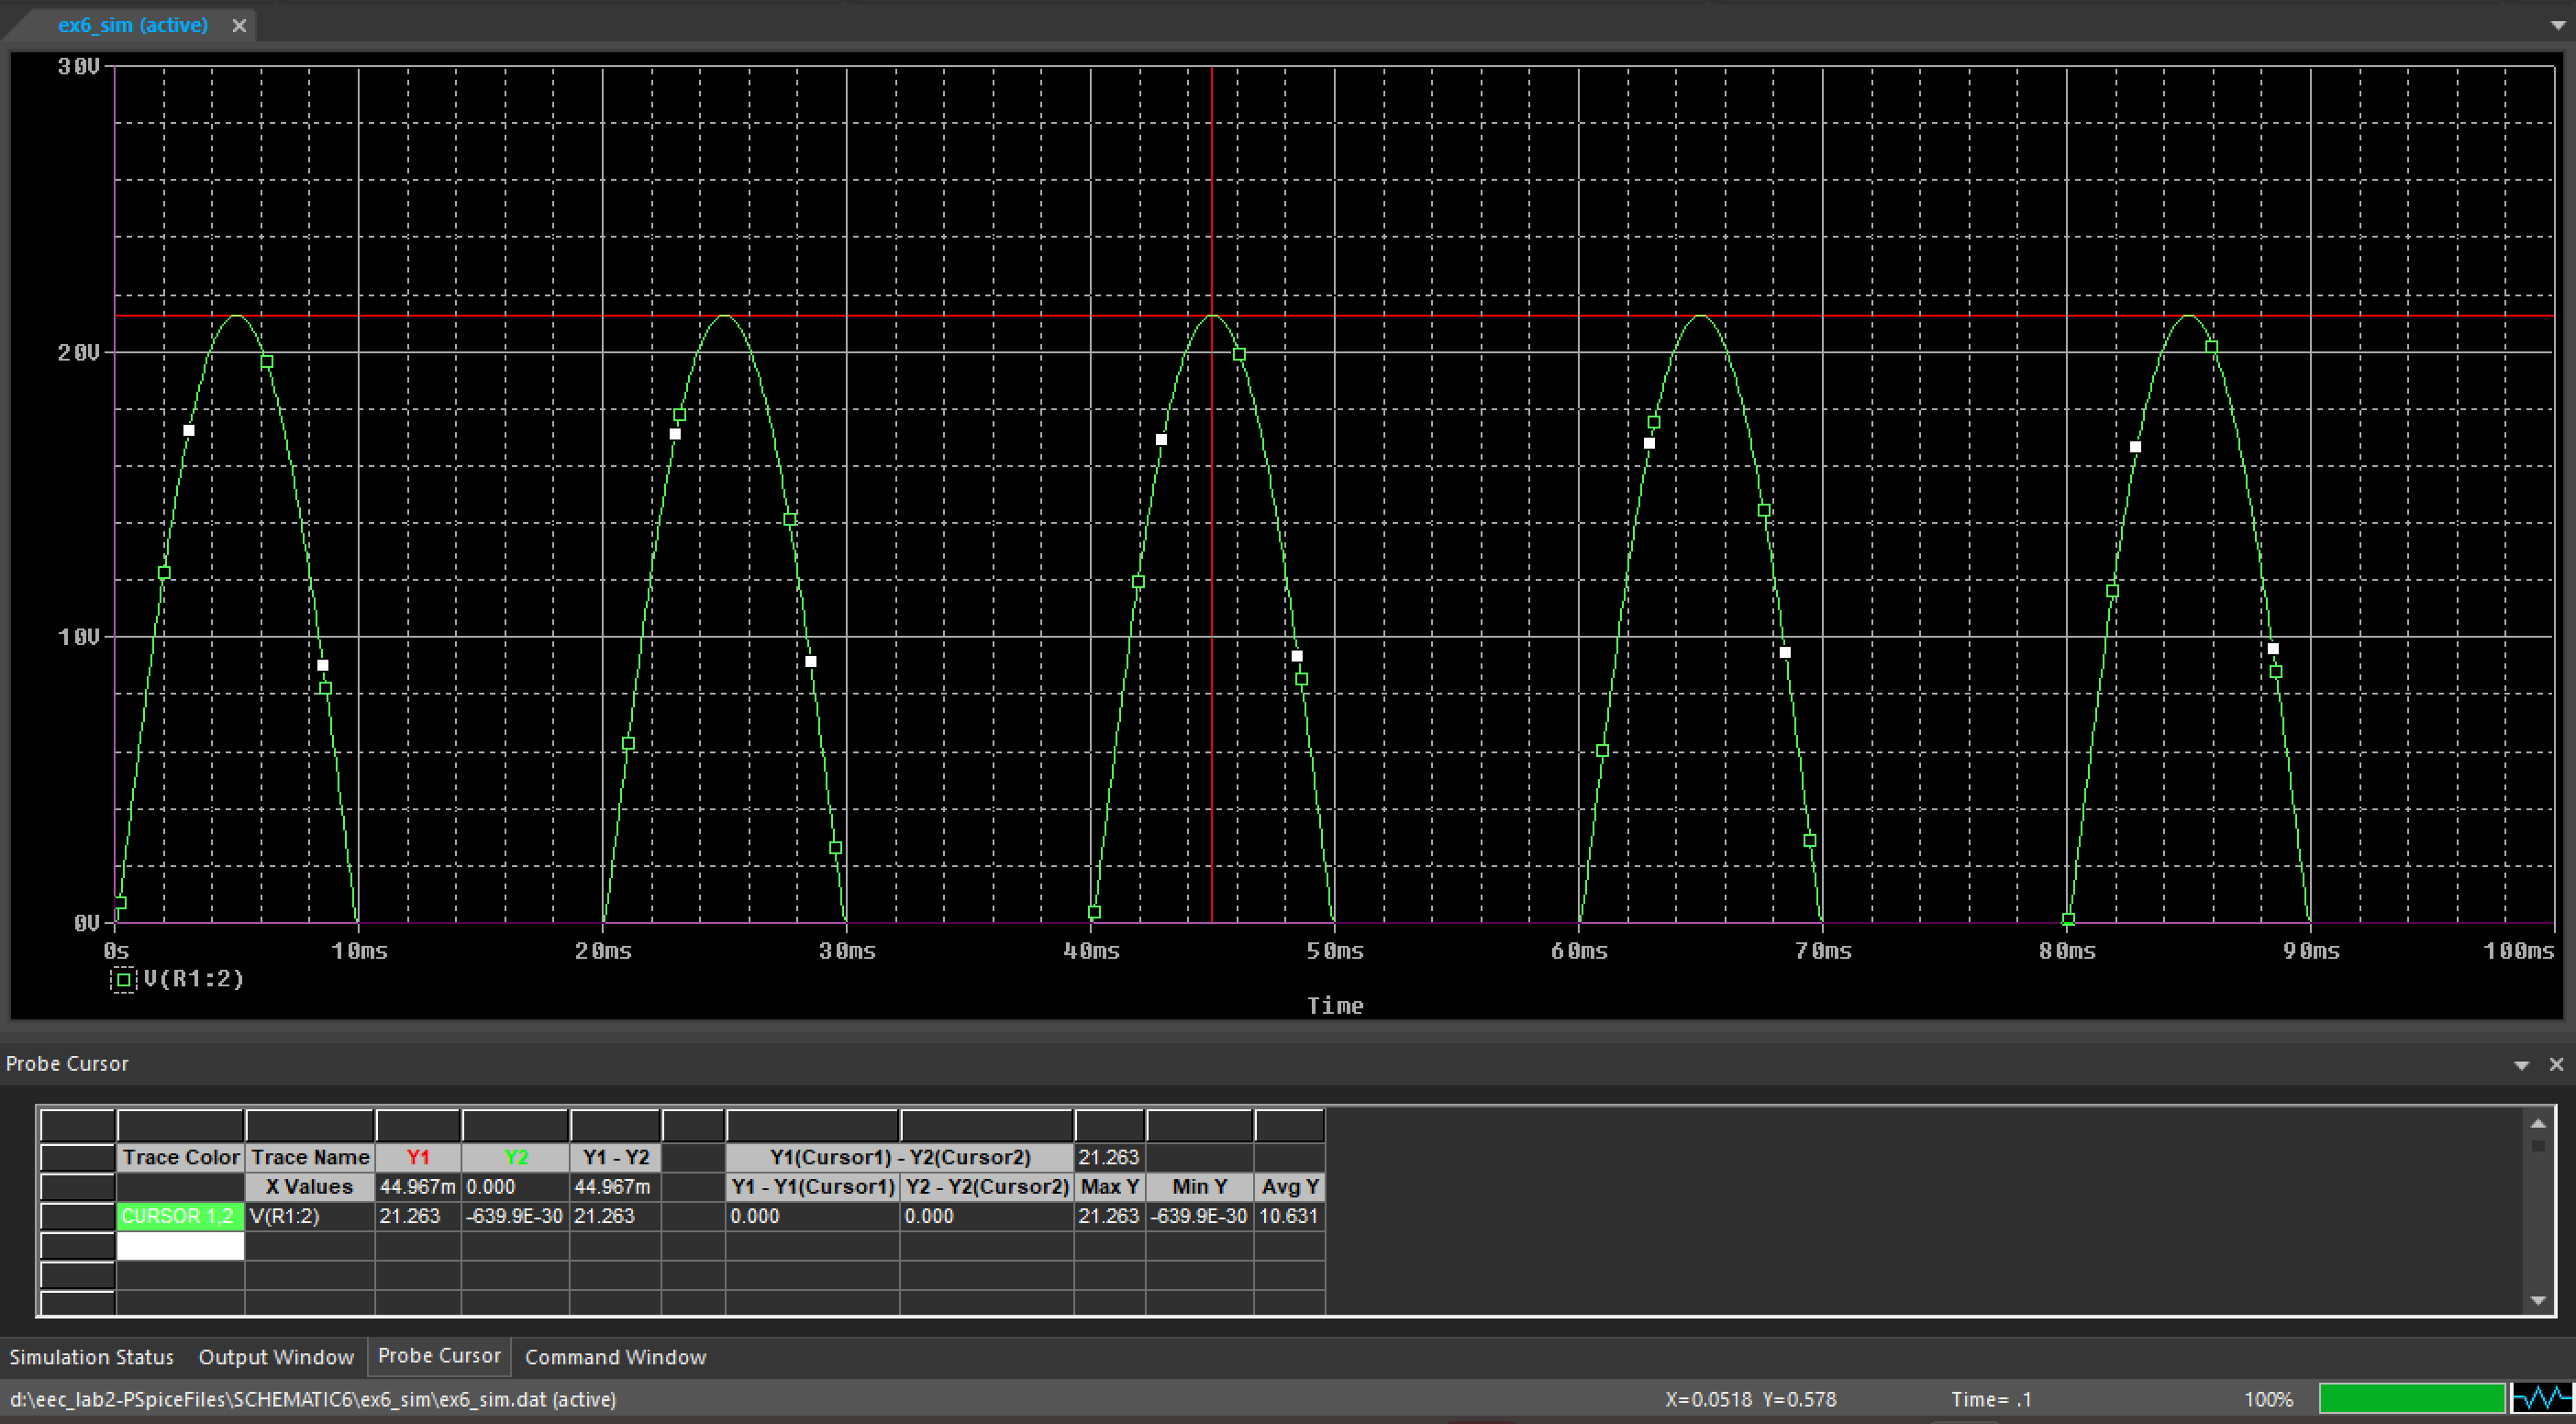 ex6_sim (active)
30V
20V
10V
0V
0s 10ms 20ms 30ms 40ms 50ms 60ms 70ms 80ms 90ms 100ms
V(R1:2)
Time
Probe Cursor
Trace Color Trace Name Y1 Y2 Y1 - Y2 Y1(Cursor1) - Y2(Cursor2) 21.263
X Values 44.967m 0.000 44.967m Y1 - Y1(Cursor1) Y2 - Y2(Cursor2) Max Y Min Y Avg Y
CURSOR 1,2 V(R1:2) 21.263 -639.9E-30 21.263 0.000 0.000 21.263 -639.9E-30 10.631
Simulation Status Output Window Probe Cursor Command Window
d:\eec_lab2-PSpiceFiles\SCHEMATIC6\ex6_sim\ex6_sim.dat (active) X=0.0518 Y=0.578 Time= .1 100%